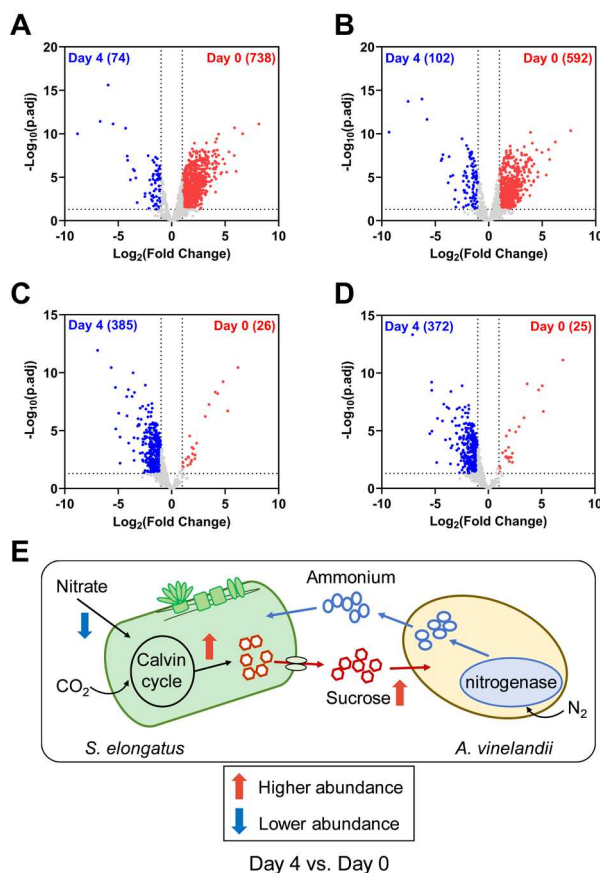 A
Day 4 (74)
Day 0 (738)
20
15
10
5
0
-10
-5
0
5
10
-Log₁₀(p.adj)
Log₂(Fold Change)
B
Day 4 (102)
Day 0 (592)
20
15
10
5
0
-10
-5
0
5
10
-Log₁₀(p.adj)
Log₂(Fold Change)
C
Day 4 (385)
Day 0 (26)
15
10
5
0
-10
-5
0
5
10
-Log₁₀(p.adj)
Log₂(Fold Change)
D
Day 4 (372)
Day 0 (25)
15
10
5
0
-10
-5
0
5
10
-Log₁₀(p.adj)
Log₂(Fold Change)
E
Nitrate
Calvin
cycle
CO₂
S. elongatus
Ammonium
Sucrose
nitrogenase
N₂
A. vinelandii
Higher abundance
Lower abundance
Day 4 vs. Day 0